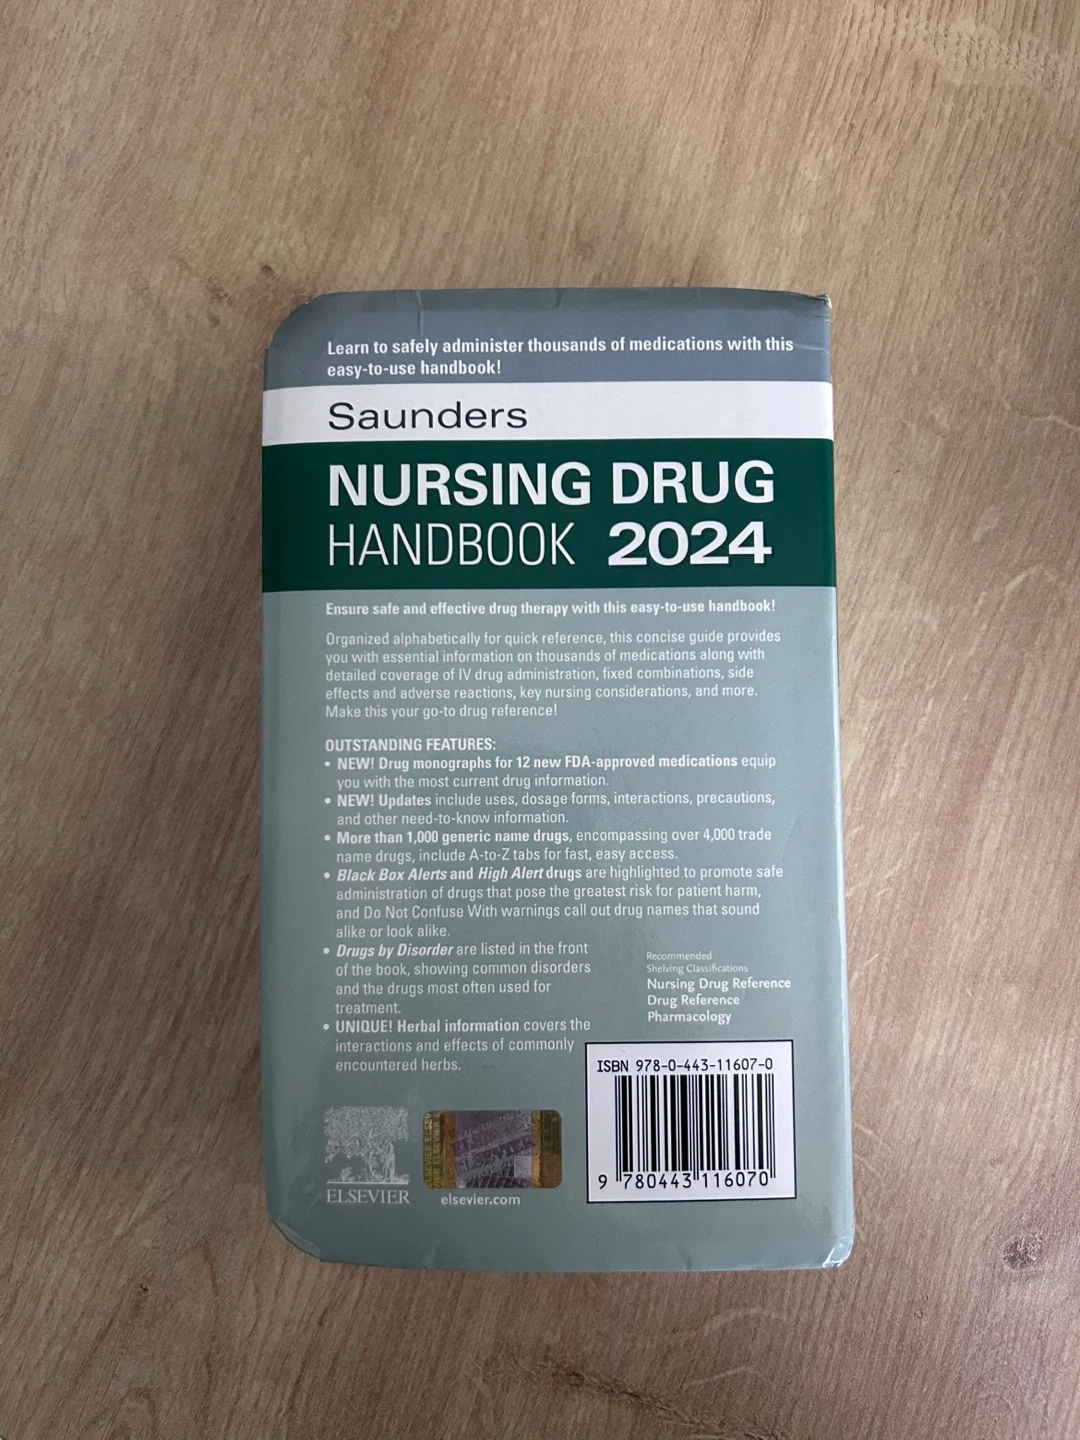 Learn to safely administer thousands of medications with this
easy-to-use handbook!
Saunders
NURSING DRUG
HANDBOOK 2024
Ensure safe and effective drug therapy with this easy-to-use handbook!
Organized alphabetically for quick reference, this concise guide provides
you with essential information on thousands of medications along with
detailed coverage of IV drug administration, fixed combinations, side
effects and adverse reactions, key nursing considerations, and more.
Make this your go-to drug reference!
OUTSTANDING FEATURES:
• NEW! Drug monographs for 12 new FDA-approved medications equip
you with the most current drug information.
• NEW! Updates include uses, dosage forms, interactions, precautions,
and other need-to-know information.
• More than 1,000 generic name drugs, encompassing over 4,000 trade
name drugs, include A-to-Z tabs for fast, easy access.
• Black Box Alerts and High Alert drugs are highlighted to promote safe
administration of drugs that pose the greatest risk for patient harm,
and Do Not Confuse With warnings call out drug names that sound
alike or look alike.
• Drugs by Disorder are listed in the front
of the book, showing common disorders
and the drugs most often used for
treatment.
• UNIQUE! Herbal information covers the
interactions and effects of commonly
encountered herbs.
Recommended
Shelving Classifications
Nursing Drug Reference
Drug Reference
Pharmacology
ISBN 978-0-443-11607-0
9 780443 116070
ELSEVIER
elsevier.com